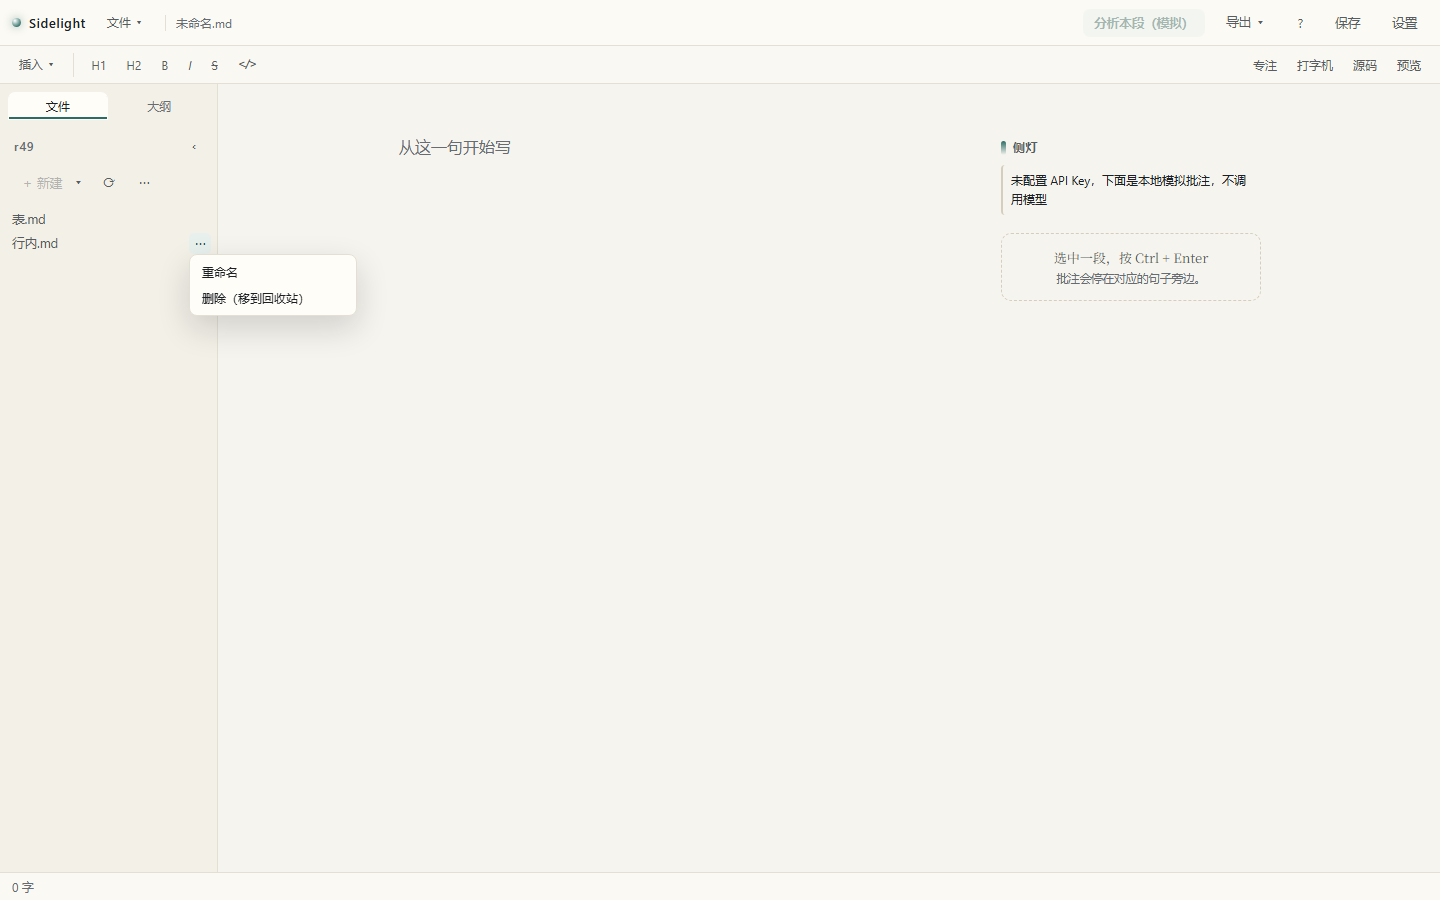 Sidelight 文件 未命名.md 分析本段（模拟） 导出 ? 保存 设置
插入 H1 H2 B I S </> 专注 打字机 源码 预览
文件 大纲
r49 ‹
+ 新建 ···
表.md
行内.md ···
重命名
删除（移到回收站）
从这一句开始写
侧灯
未配置 API Key，下面是本地模拟批注，不调
用模型
选中一段，按 Ctrl + Enter
批注会停在对应的句子旁边。
0 字